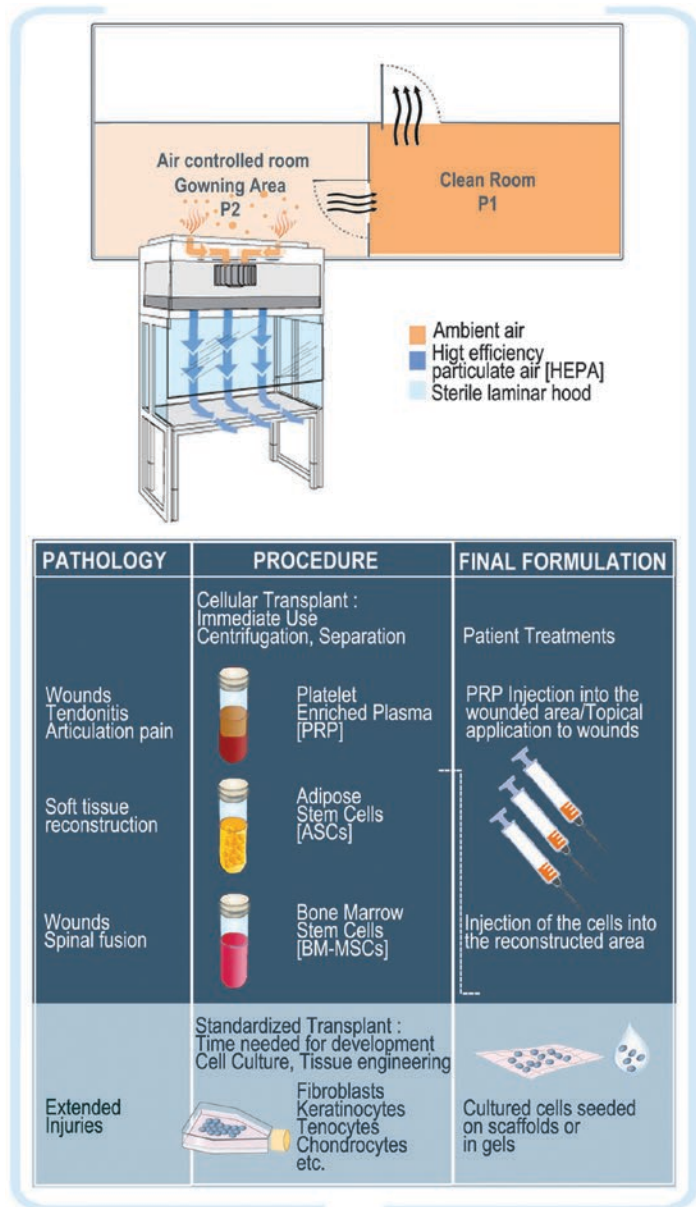 Air controlled room
Gowning Area
P2
Clean Room
P1
Ambient air
Higt efficiency
particulate air [HEPA]
Sterile laminar hood
PATHOLOGY
PROCEDURE
FINAL FORMULATION
Cellular Transplant :
Immediate Use
Centrifugation, Separation
Patient Treatments
Wounds
Tendonitis
Articulation pain
Platelet
Enriched Plasma
[PRP]
PRP Injection into the
wounded area/Topical
application to wounds
Soft tissue
reconstruction
Adipose
Stem Cells
[ASCs]
Wounds
Spinal fusion
Bone Marrow
Stem Cells
[BM-MSCs]
Injection of the cells into
the reconstructed area
Standardized Transplant :
Time needed for development
Cell Culture, Tissue engineering
Extended
Injuries
Fibroblasts
Keratinocytes
Tenocytes
Chondrocytes
etc.
Cultured cells seeded
on scaffolds or
in gels